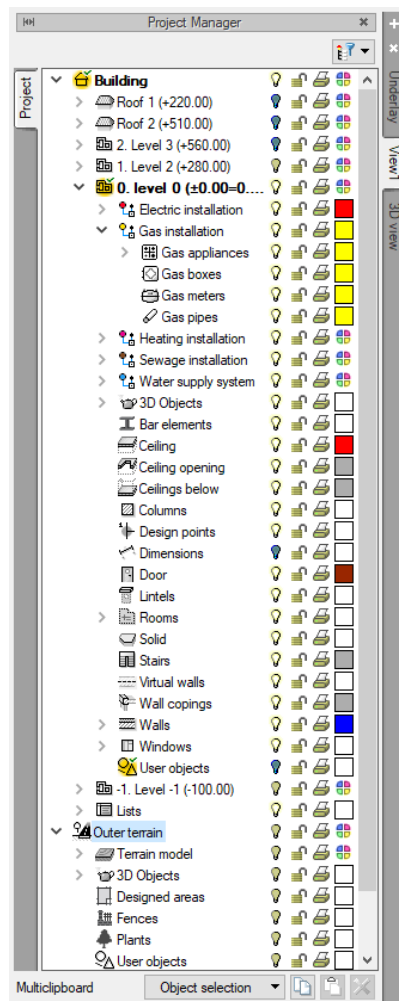 Project Manager
Project
Building
Roof 1 (+220.00)
Roof 2 (+510.00)
2. Level 3 (+560.00)
1. Level 2 (+280.00)
0. level 0 (±0.00=0....
Electric installation
Gas installation
Gas appliances
Gas boxes
Gas meters
Gas pipes
Heating installation
Sewage installation
Water supply system
3D Objects
Bar elements
Ceiling
Ceiling opening
Ceilings below
Columns
Design points
Dimensions
Door
Lintels
Rooms
Solid
Stairs
Virtual walls
Wall copings
Walls
Windows
User objects
-1. Level -1 (-100.00)
Lists
Outer terrain
Terrain model
3D Objects
Designed areas
Fences
Plants
User objects
Multiclipboard
Object selection
Underlay
View1
3D view